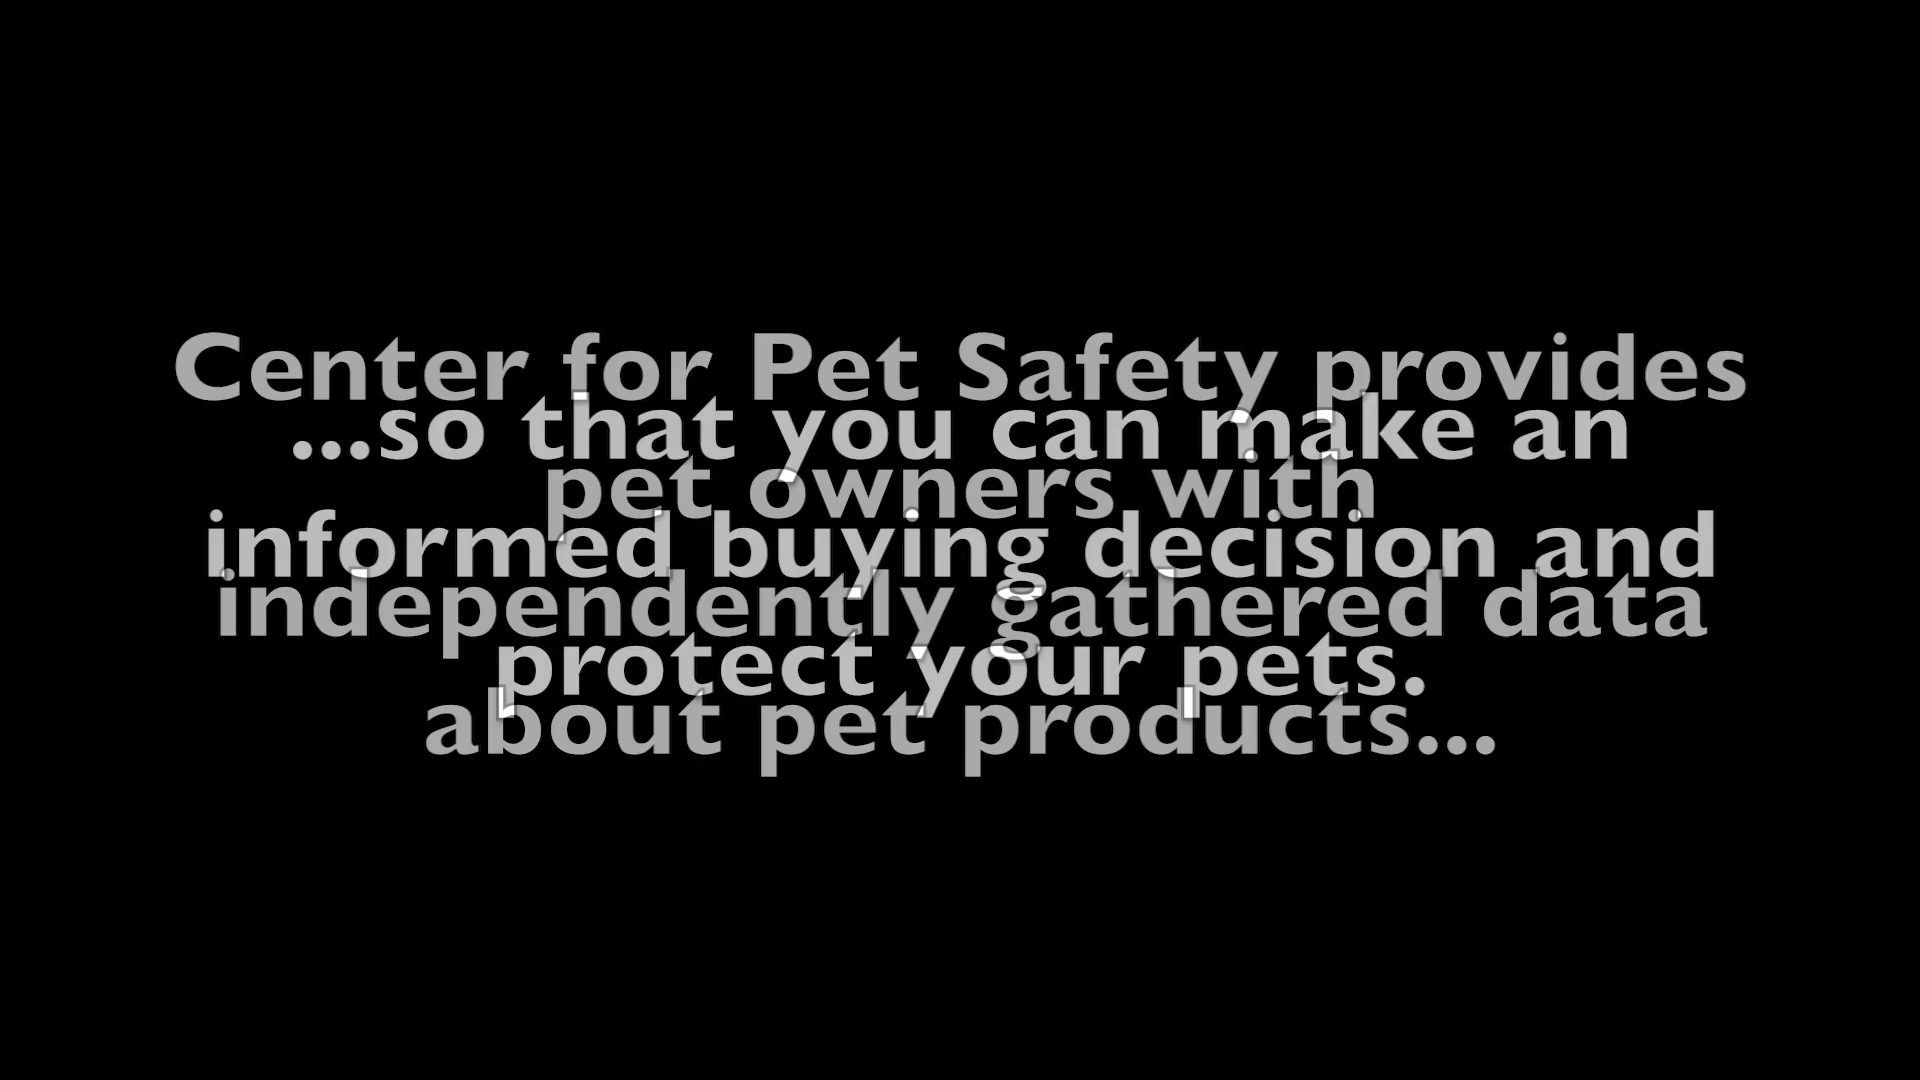 Center for Pet Safety provides
pet owners with
independently gathered data
about pet products...
...so that you can make an
informed buying decision and
protect your pets.